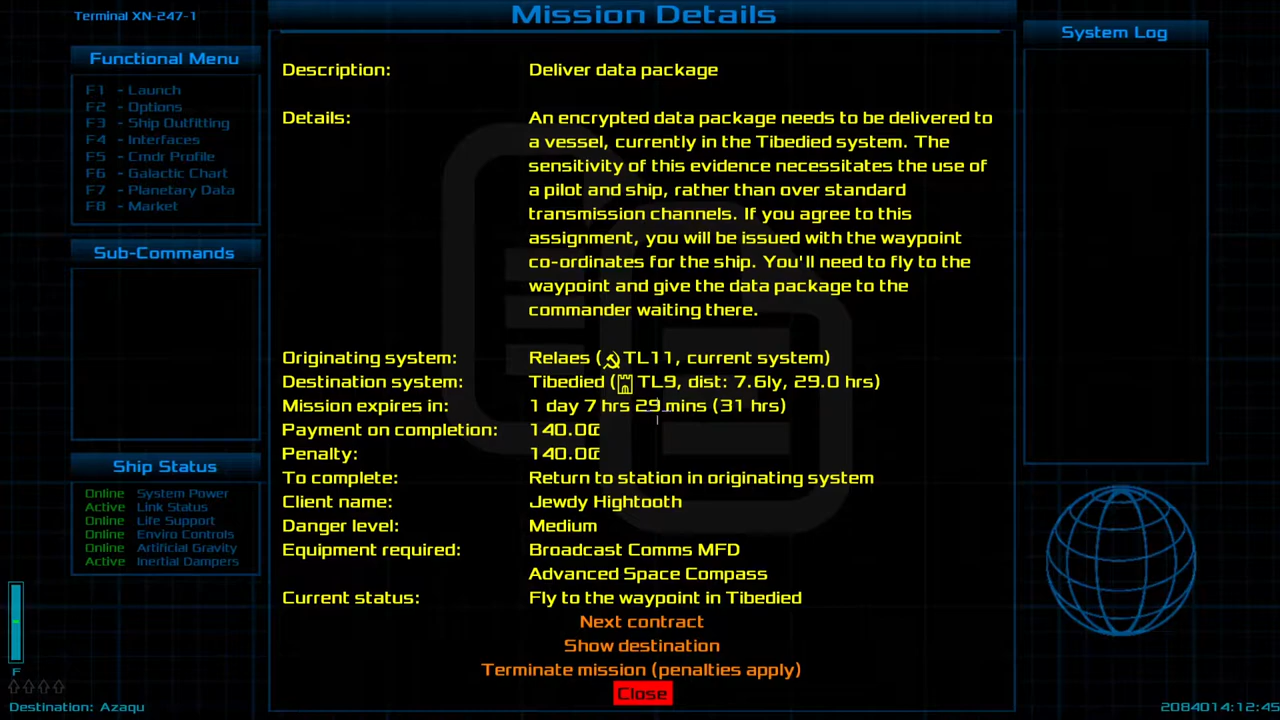 Terminal XN-247-1
Mission Details
System Log
Functional Menu
F1 - Launch
F2 - Options
F3 - Ship Outfitting
F4 - Interfaces
F5 - Cmdr Profile
F6 - Galactic Chart
F7 - Planetary Data
F8 - Market
Sub-Commands
Ship Status
Online System Power
Active Link Status
Online Life Support
Online Enviro Controls
Online Artificial Gravity
Active Inertial Dampers
F
Destination: Azaqu
Description: Deliver data package
Details: An encrypted data package needs to be delivered to
a vessel, currently in the Tibedied system. The
sensitivity of this evidence necessitates the use of
a pilot and ship, rather than over standard
transmission channels. If you agree to this
assignment, you will be issued with the waypoint
co-ordinates for the ship. You'll need to fly to the
waypoint and give the data package to the
commander waiting there.
Originating system: Relaes (☭TL11, current system)
Destination system: Tibedied (TL9, dist: 7.6ly, 29.0 hrs)
Mission expires in: 1 day 7 hrs 29 mins (31 hrs)
Payment on completion: 140.0₢
Penalty: 140.0₢
To complete: Return to station in originating system
Client name: Jewdy Hightooth
Danger level: Medium
Equipment required: Broadcast Comms MFD
Advanced Space Compass
Current status: Fly to the waypoint in Tibedied
Next contract
Show destination
Terminate mission (penalties apply)
Close
2084014:12:45